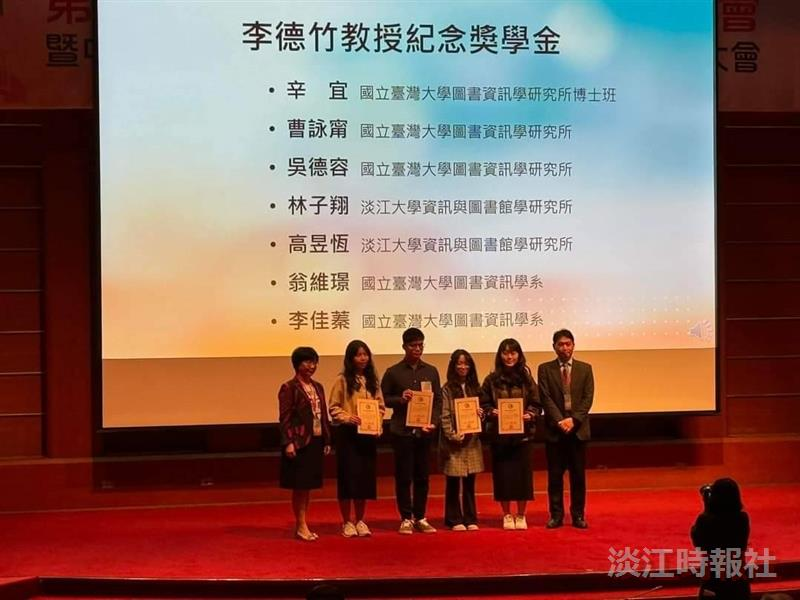 第
會
暨中
大會
李德竹教授紀念獎學金
• 辛 宜 國立臺灣大學圖書資訊學研究所博士班
• 曹詠甯 國立臺灣大學圖書資訊學研究所
• 吳德容 國立臺灣大學圖書資訊學研究所
• 林子翔 淡江大學資訊與圖書館學研究所
• 高昱恆 淡江大學資訊與圖書館學研究所
• 翁維璟 國立臺灣大學圖書資訊學系
• 李佳蓁 國立臺灣大學圖書資訊學系
淡江時報社